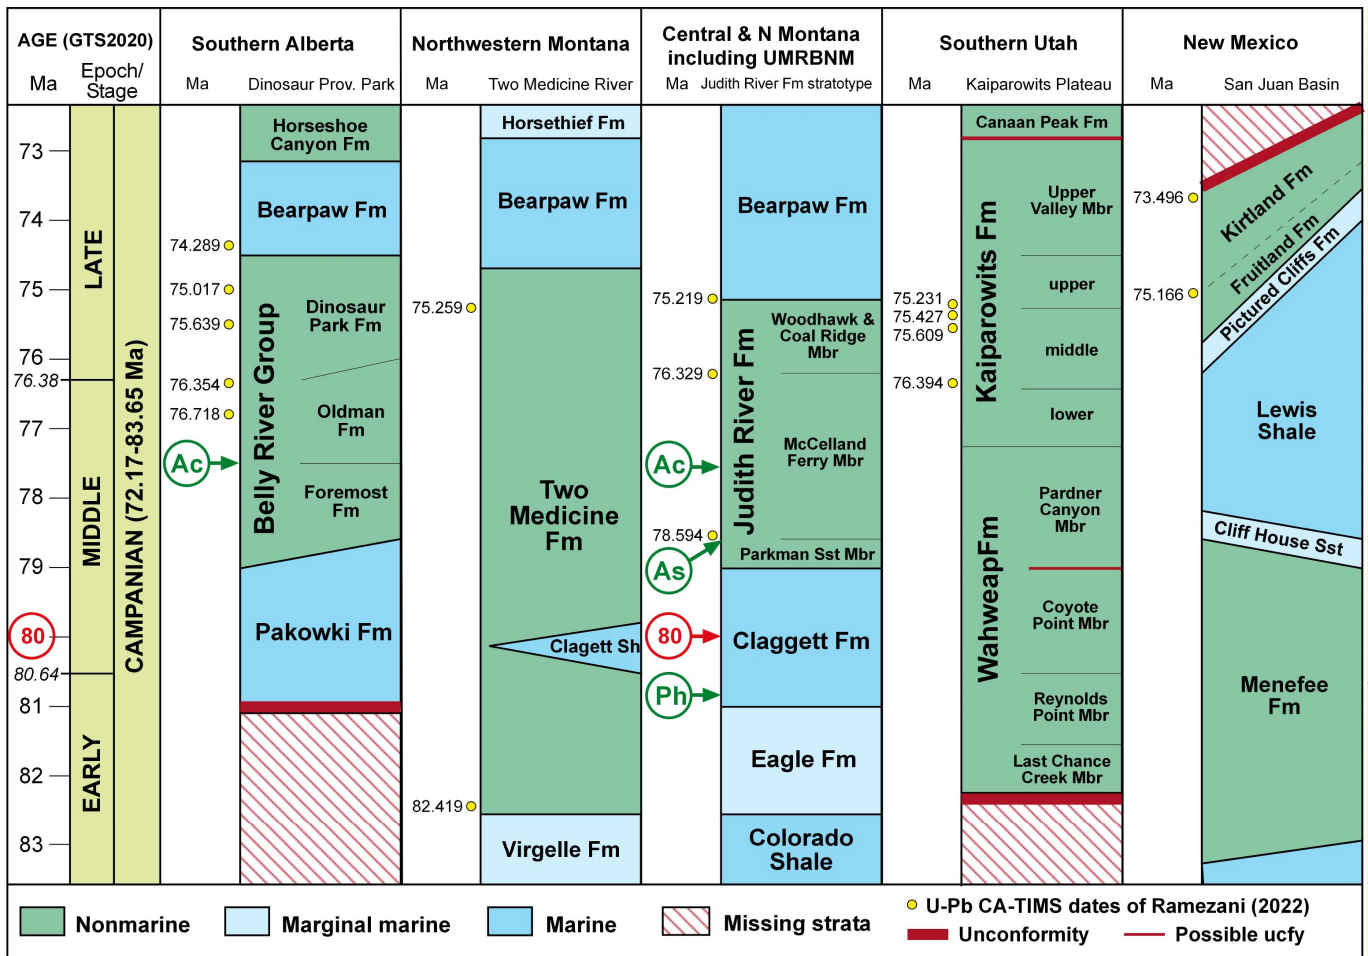 AGE (GTS2020)
Ma
Epoch/
Stage
Southern Alberta
Ma
Dinosaur Prov. Park
Northwestern Montana
Ma
Two Medicine River
Central & N Montana
including UMRBNM
Ma
Judith River Fm stratotype
Southern Utah
Ma
Kaiparowits Plateau
New Mexico
Ma
San Juan Basin
73
74
75
76
76.38
77
78
79
80
80.64
81
82
83
LATE
MIDDLE
EARLY
CAMPANIAN (72.17-83.65 Ma)
74.289
75.017
75.639
76.354
76.718
Ac
Horseshoe
Canyon Fm
Bearpaw Fm
Belly River Group
Dinosaur
Park Fm
Oldman
Fm
Foremost
Fm
Pakowki Fm
75.259
82.419
Horsethief Fm
Bearpaw Fm
Two
Medicine
Fm
Clagett Sh
Virgelle Fm
75.219
76.329
Ac
78.594
As
80
Ph
Bearpaw Fm
Judith River Fm
Woodhawk &
Coal Ridge
Mbr
McCelland
Ferry Mbr
Parkman Sst Mbr
Claggett Fm
Eagle Fm
Colorado
Shale
75.231
75.427
75.609
76.394
Canaan Peak Fm
Kaiparowits Fm
Upper
Valley Mbr
upper
middle
lower
WahweapFm
Pardner
Canyon
Mbr
Coyote
Point Mbr
Reynolds
Point Mbr
Last Chance
Creek Mbr
73.496
75.166
Kirtland Fm
Fruitland Fm
Pictured Cliffs Fm
Lewis
Shale
Cliff House Sst
Menefee
Fm
Nonmarine
Marginal marine
Marine
Missing strata
U-Pb CA-TIMS dates of Ramezani (2022)
Unconformity
Possible ucfy